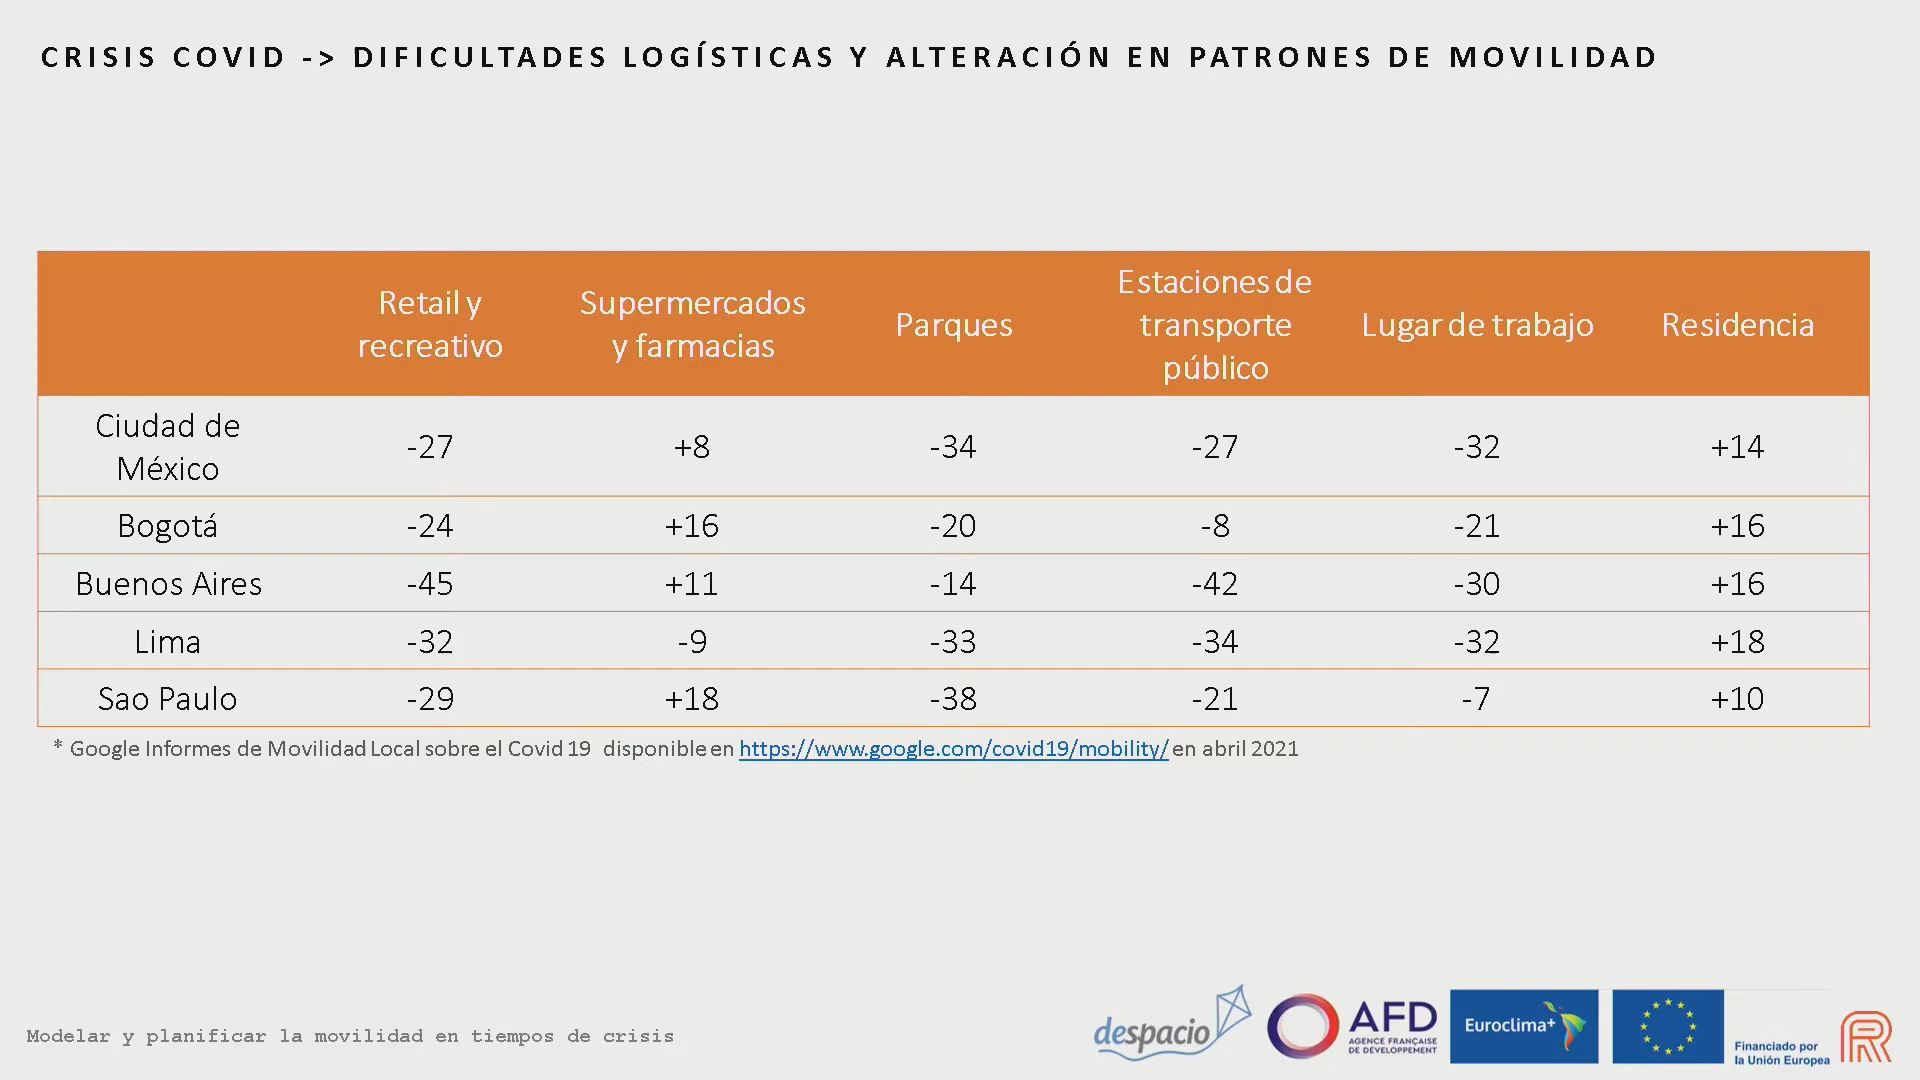 CRISIS COVID -> DIFICULTADES LOGÍSTICAS Y ALTERACIÓN EN PATRONES DE MOVILIDAD
Retail y recreativo Supermercados y farmacias Parques Estaciones de transporte público Lugar de trabajo Residencia
Ciudad de México -27 +8 -34 -27 -32 +14
Bogotá -24 +16 -20 -8 -21 +16
Buenos Aires -45 +11 -14 -42 -30 +16
Lima -32 -9 -33 -34 -32 +18
Sao Paulo -29 +18 -38 -21 -7 +10
* Google Informes de Movilidad Local sobre el Covid 19 disponible en https://www.google.com/covid19/mobility/ en abril 2021
Modelar y planificar la movilidad en tiempos de crisis
despacio
AFD
AGENCE FRANÇAISE
DE DÉVELOPPEMENT
Euroclima+
Financiado por
la Unión Europea